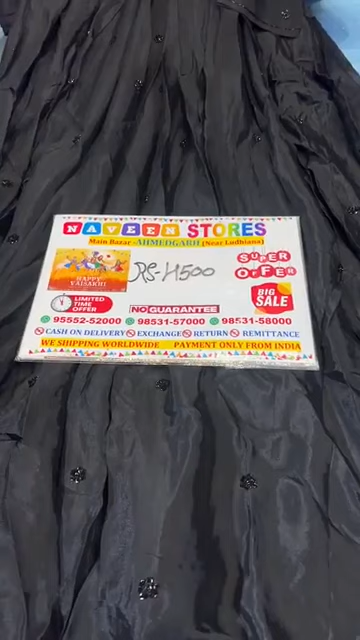 NAVEEN STORES
Main Bazar -AHMEDGARH (Near Ludhiana)
HAPPY
VAISAKHI
RS-4500
SUPER
OFFER
LIMITED
TIME
OFFER
NO GUARANTEE
BIG
SALE
95552-52000 98531-57000 98531-58000
CASH ON DELIVERY EXCHANGE RETURN REMITTANCE
WE SHIPPING WORLDWIDE PAYMENT ONLY FROM INDIA